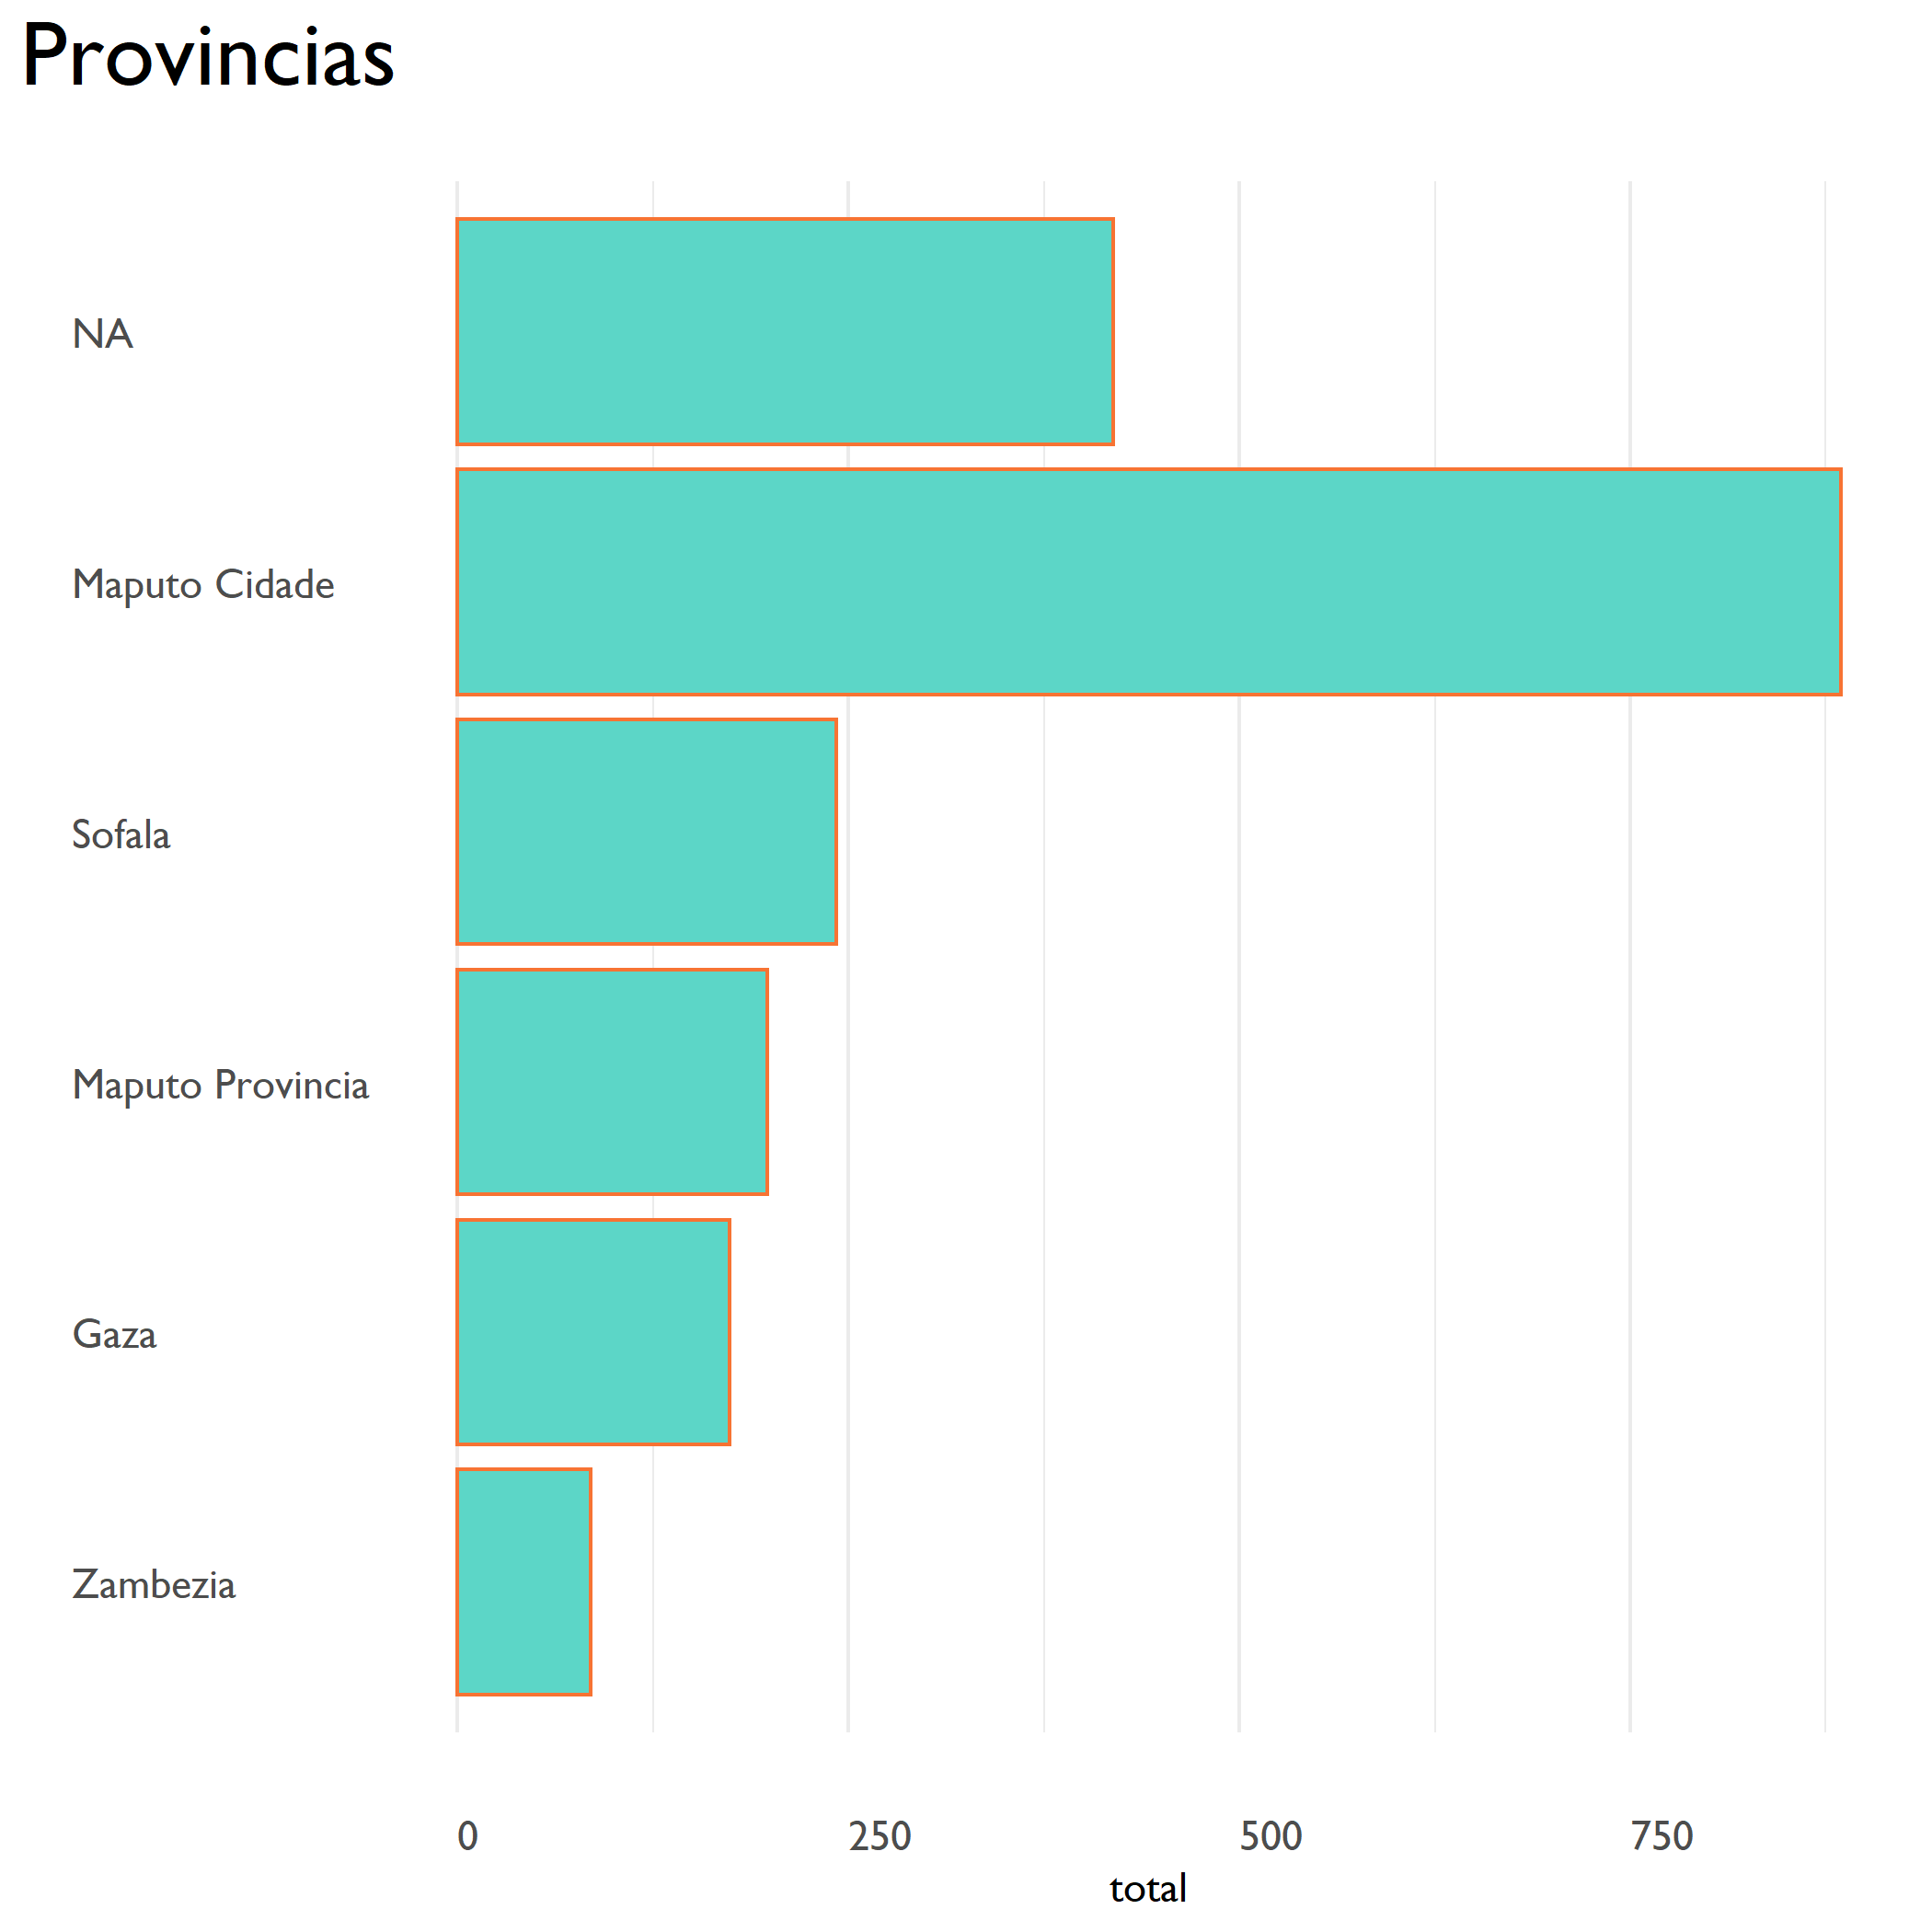 Provincias
NA
Maputo Cidade
Sofala
Maputo Provincia
Gaza
Zambezia
0 250 500 750
total